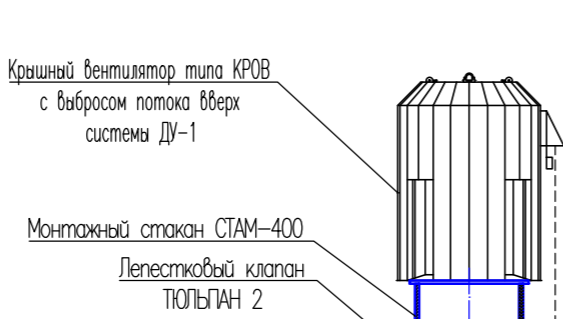 Крышный вентилятор типа КРОВ
с выбросом потока вверх
системы ДУ-1
Монтажный стакан СТАМ-400
Лепестковый клапан
ТЮЛЬПАН 2